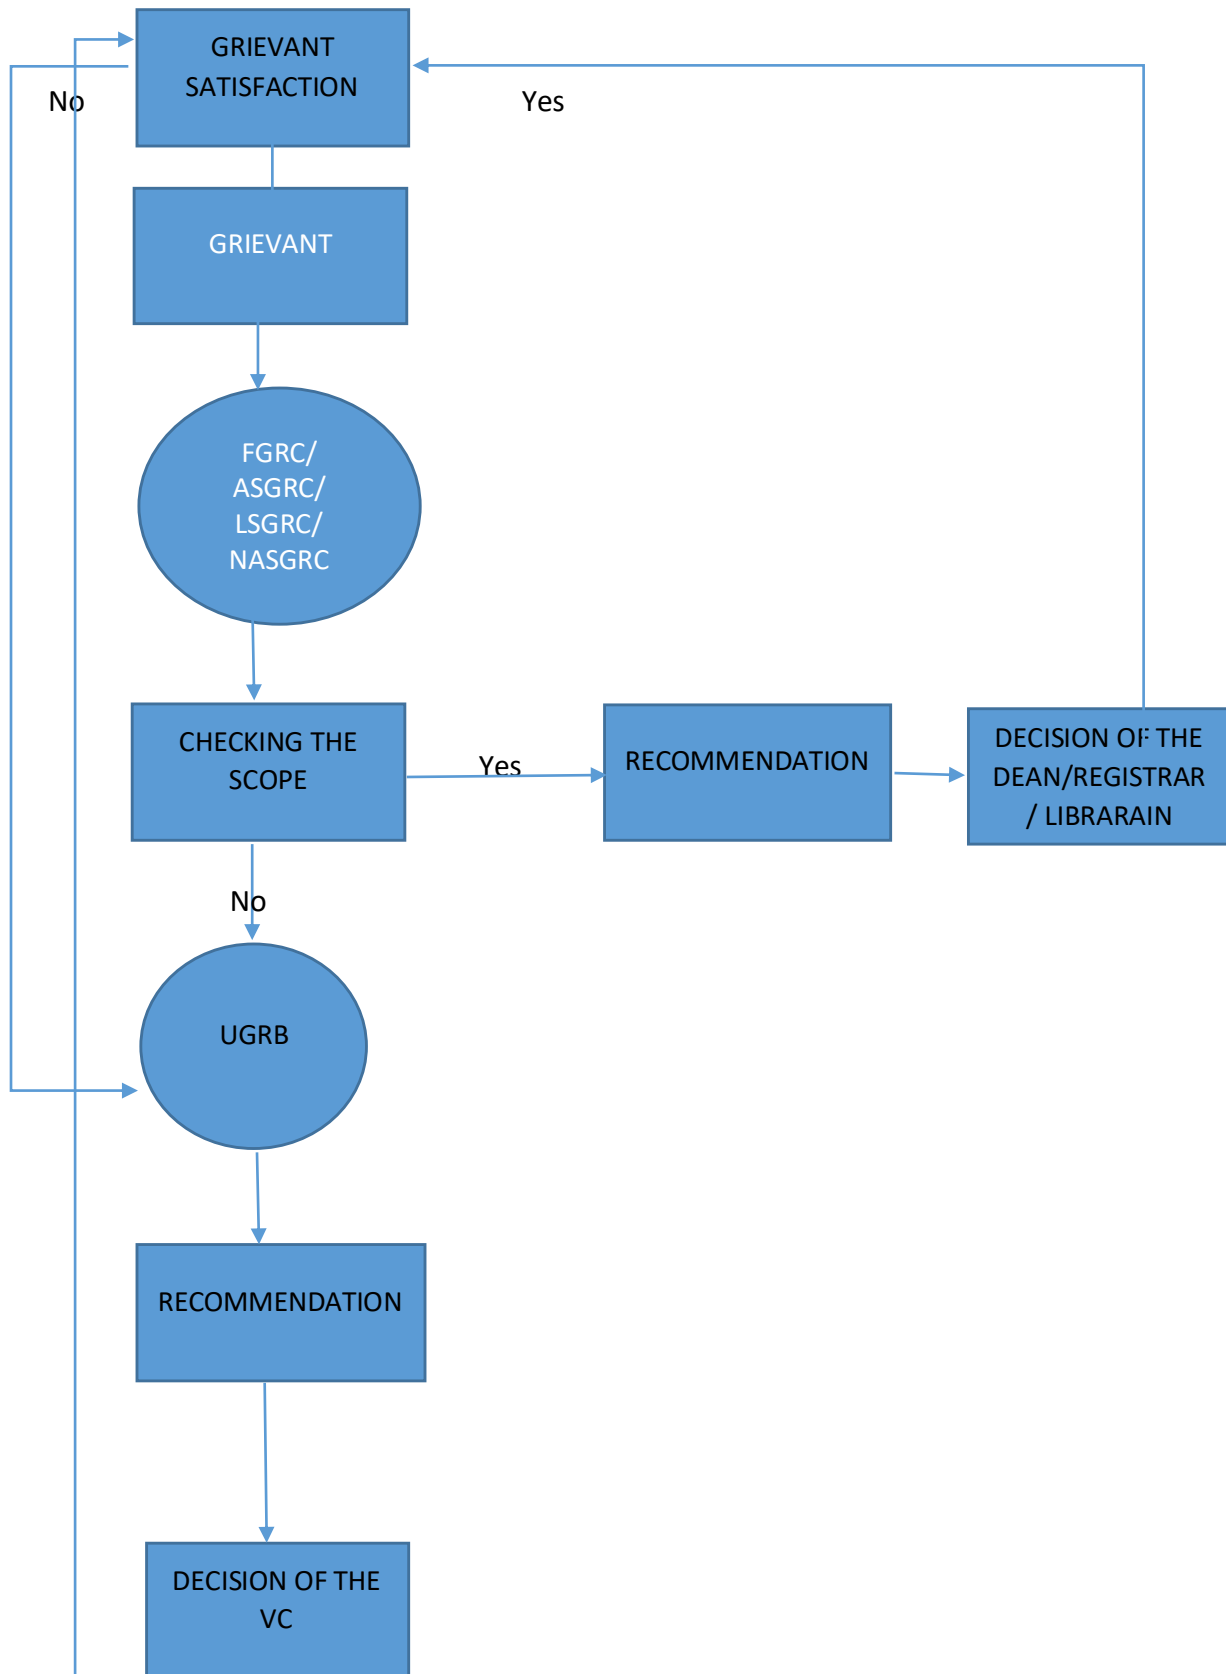 GRIEVANT
SATISFACTION
No
Yes
GRIEVANT
FGRC/
ASGRC/
LSGRC/
NASGRC
CHECKING THE
SCOPE
Yes
RECOMMENDATION
DECISION OF THE
DEAN/REGISTRAR
/ LIBRARAIN
No
UGRB
RECOMMENDATION
DECISION OF THE
VC